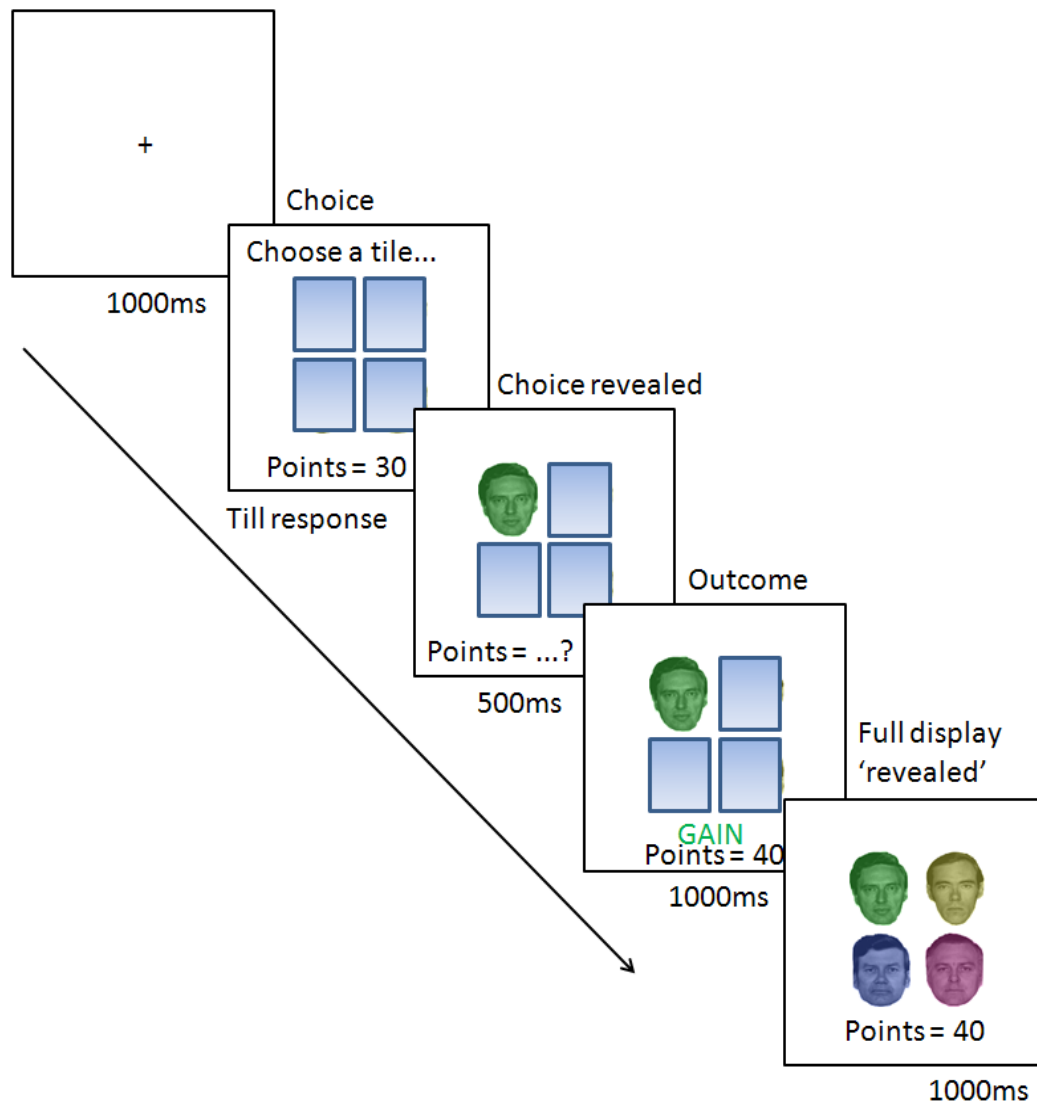 +
Choice
Choose a tile...
1000ms
Points = 30
Till response
Choice revealed
Points = ...?
500ms
Outcome
GAIN
Points = 40
1000ms
Full display
‘revealed’
Points = 40
1000ms